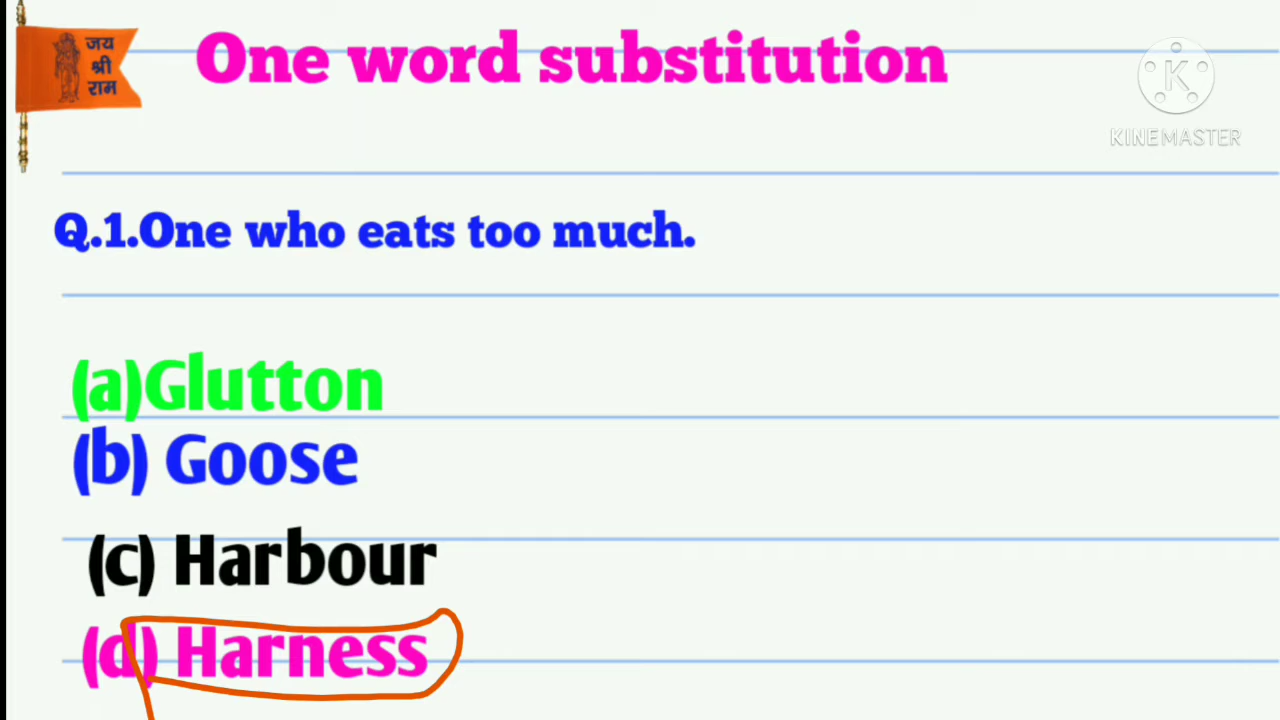 जय
श्री
राम
One word substitution
KINEMASTER
Q.1.One who eats too much.
(a)Glutton
(b) Goose
(c) Harbour
(d) Harness